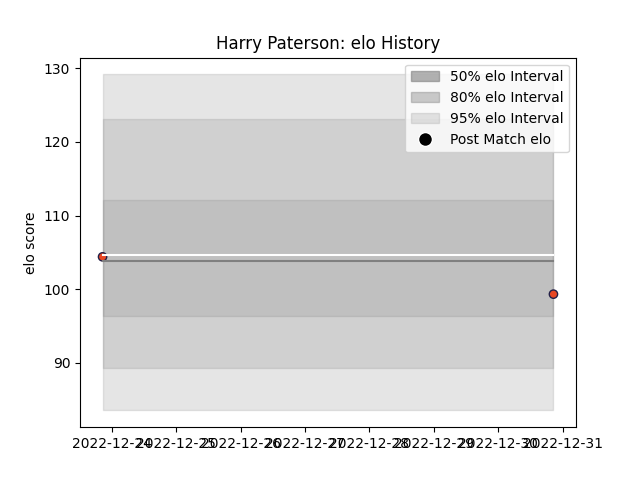 Harry Paterson: elo History
50% elo Interval
80% elo Interval
95% elo Interval
Post Match elo
elo score
130
120
110
100
90
2022-12-24 2022-12-25 2022-12-26 2022-12-27 2022-12-28 2022-12-29 2022-12-30 2022-12-31